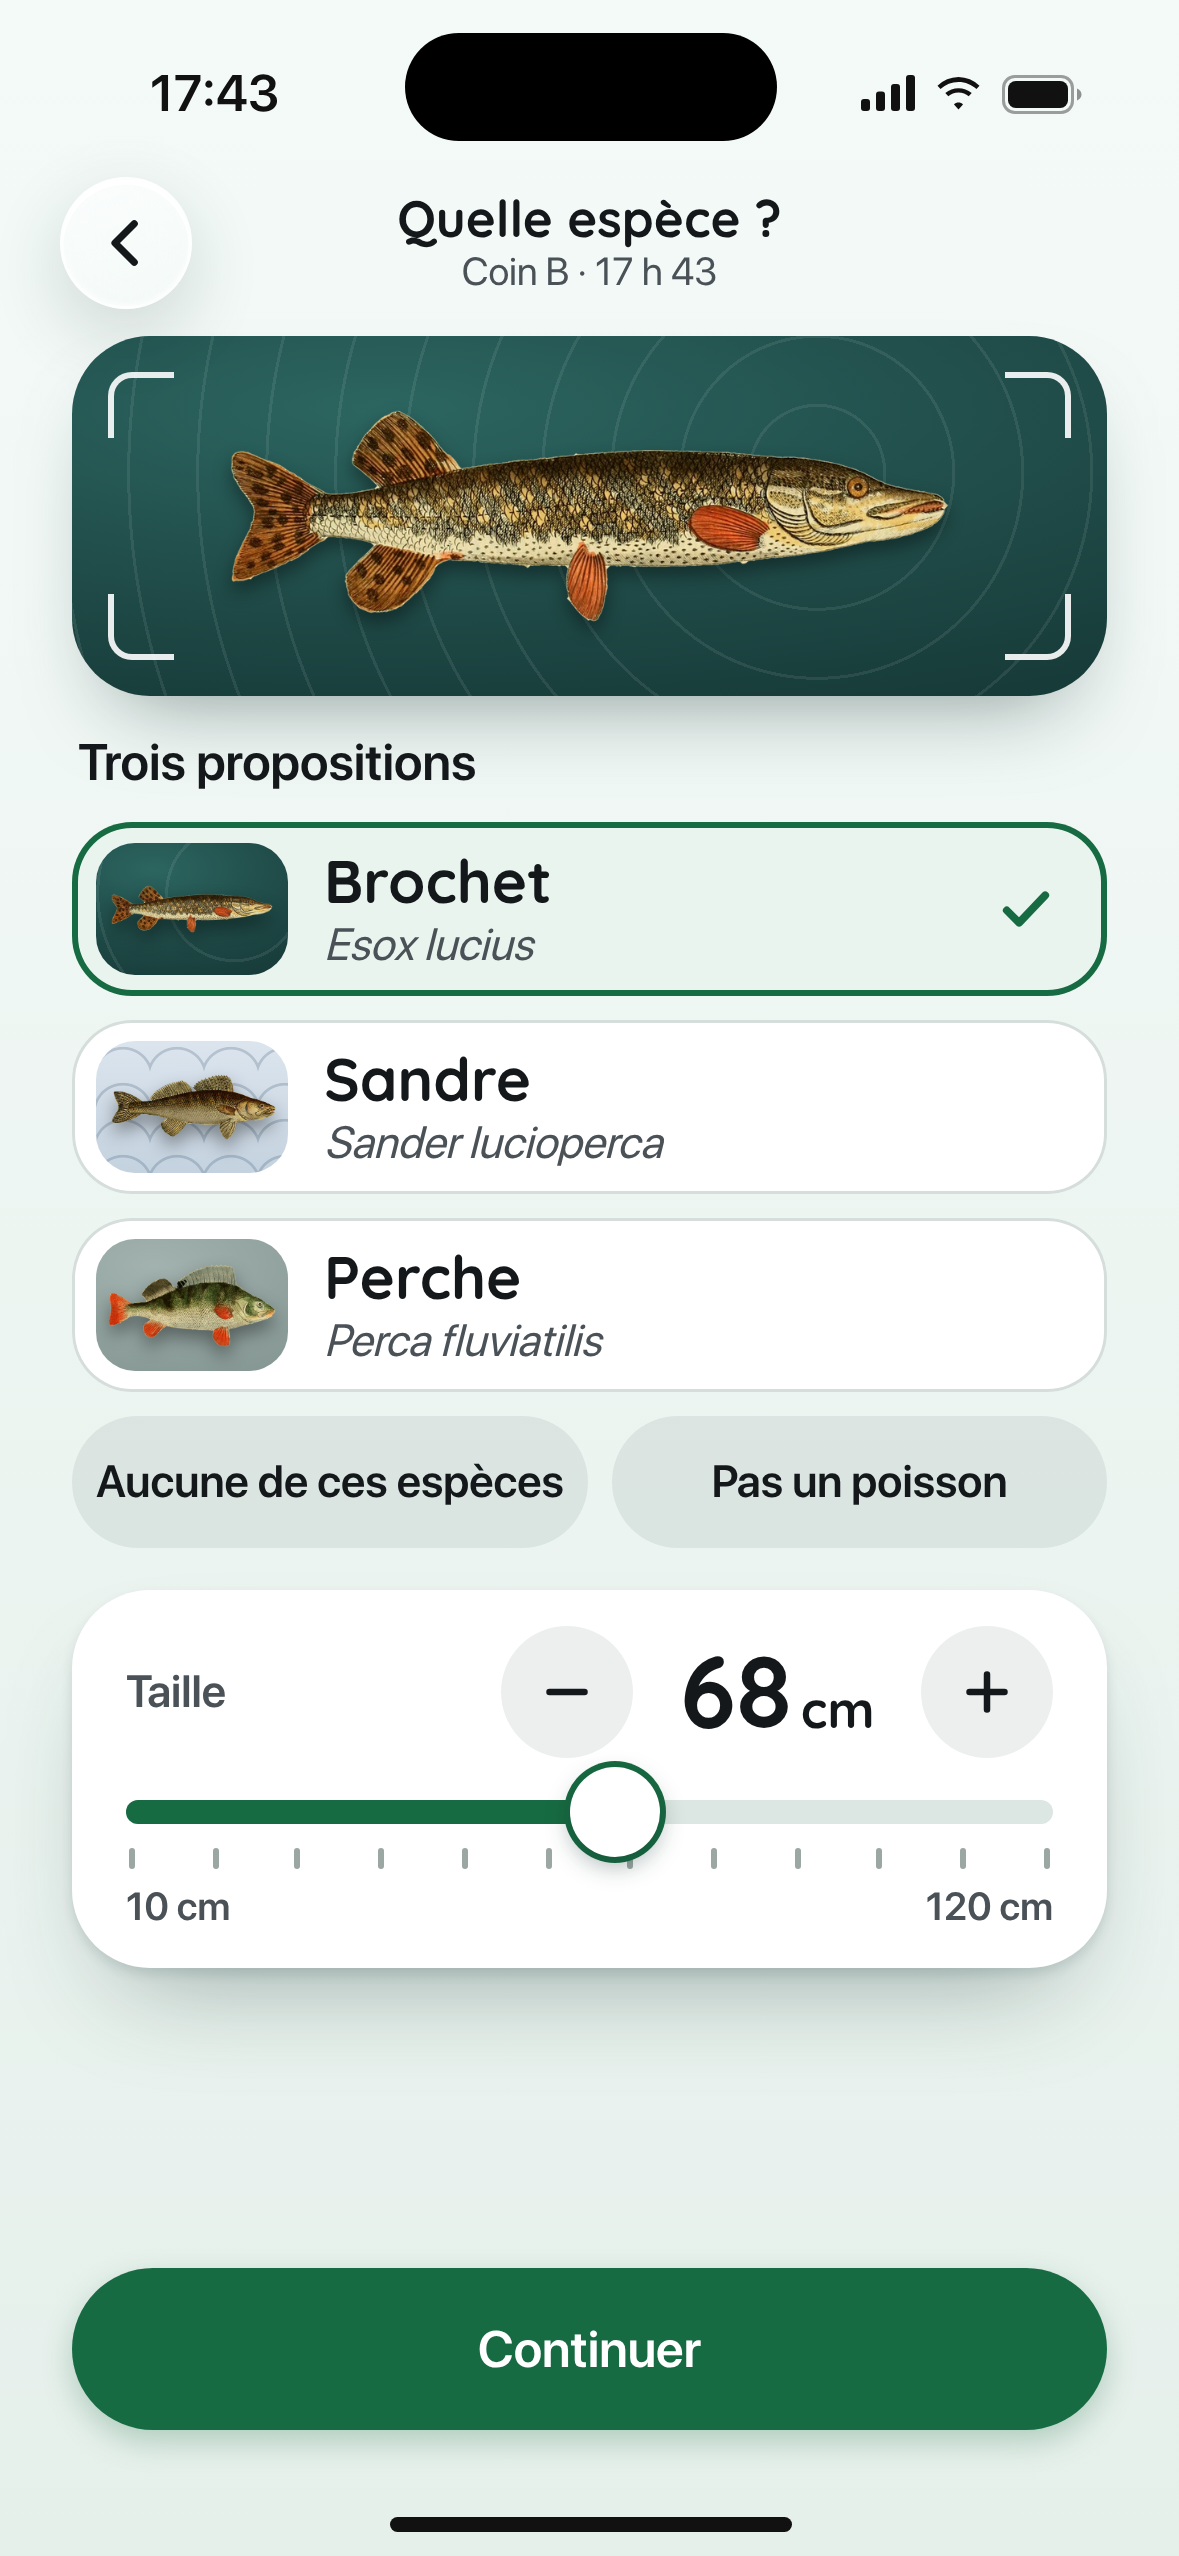 17:43
Quelle espèce ?
Coin B · 17 h 43
Trois propositions
Brochet
Esox lucius
Sandre
Sander lucioperca
Perche
Perca fluviatilis
Aucune de ces espèces
Pas un poisson
Taille
68 cm
10 cm
120 cm
Continuer